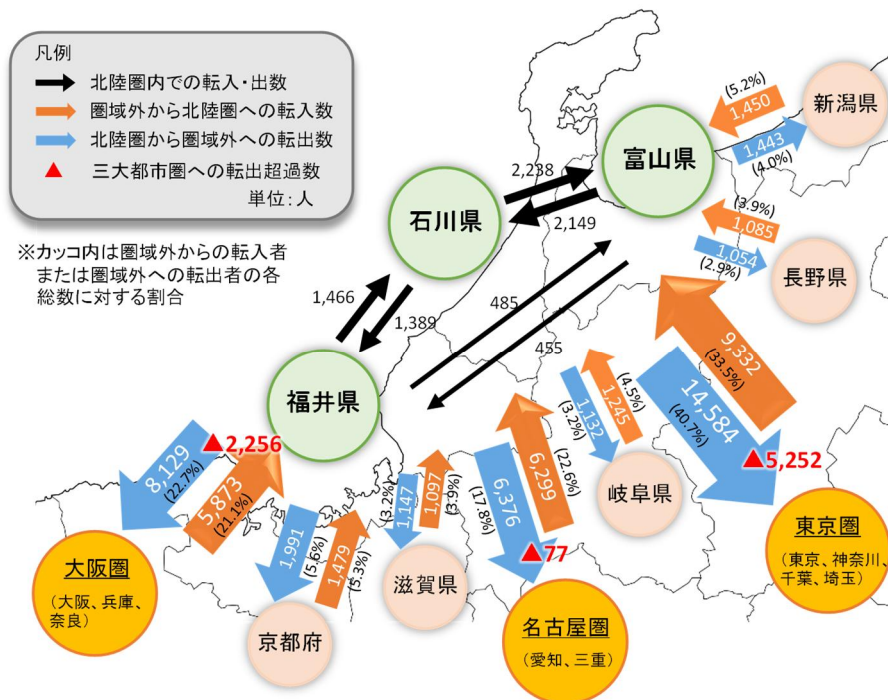 凡例
北陸圏内での転入・出数
圏域外から北陸圏への転入数
北陸圏から圏域外への転出数
三大都市圏への転出超過数
単位:人
※カッコ内は圏域外からの転入者
または圏域外への転出者の各
総数に対する割合
富山県
石川県
福井県
2,238
2,149
1,466
1,389
485
455
(5.2%)
1,450
1,443
(4.0%)
新潟県
(3.9%)
1,085
1,054
(2.9%)
長野県
9,332
(33.5%)
14,584
(40.7%)
5,252
東京圏
(東京、神奈川、
千葉、埼玉)
(4.5%)
1,245
1,132
(3.2%)
岐阜県
6,299
(22.6%)
6,376
(17.8%)
77
名古屋圏
(愛知、三重)
1,097
(3.9%)
1,147
(3.2%)
滋賀県
1,991
(5.6%)
1,479
(5.3%)
京都府
2,256
8,129
(22.7%)
5,873
(21.1%)
大阪圏
(大阪、兵庫、
奈良)